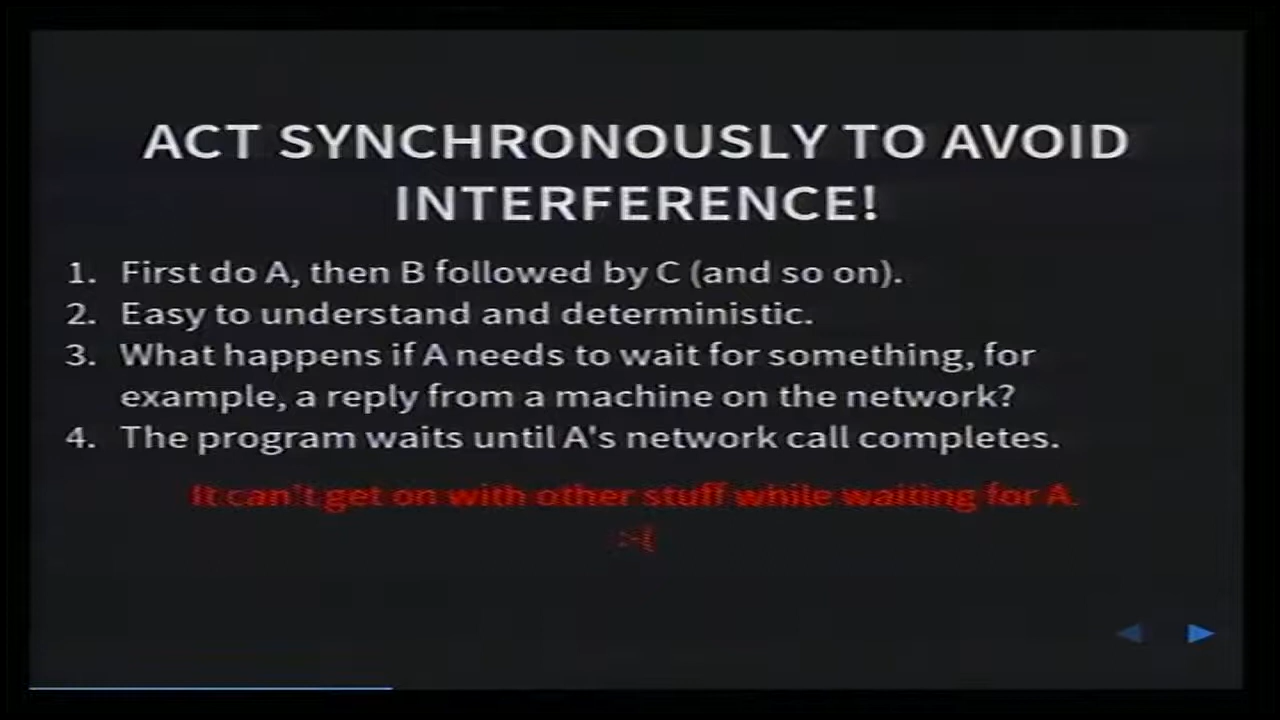 ACT SYNCHRONOUSLY TO AVOID
INTERFERENCE!
1. First do A, then B followed by C (and so on).
2. Easy to understand and deterministic.
3. What happens if A needs to wait for something, for
example, a reply from a machine on the network?
4. The program waits until A's network call completes.
It can't get on with other stuff while waiting for A.
:-(